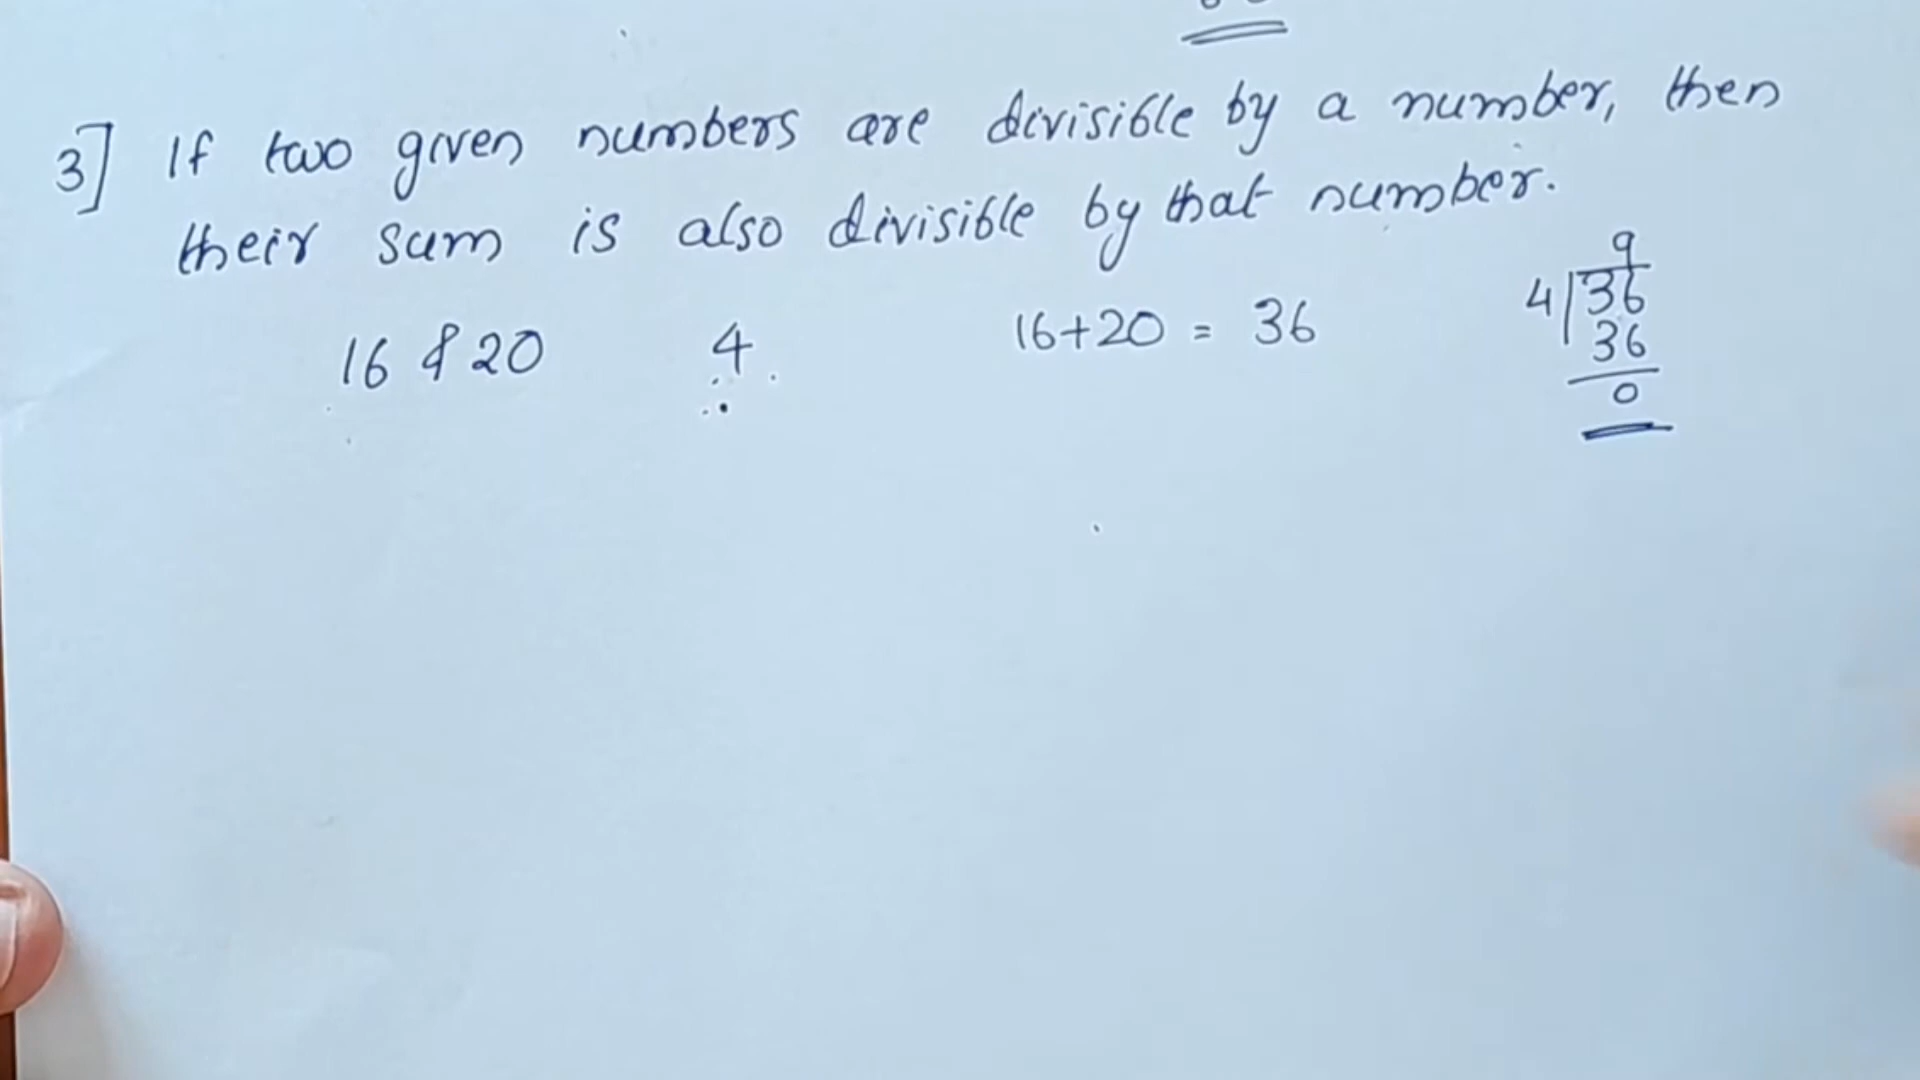 3] If two given numbers are divisible by a number, then
their sum is also divisible by that number.
16 & 20 4 16+20 = 36
9
4 36
36
0